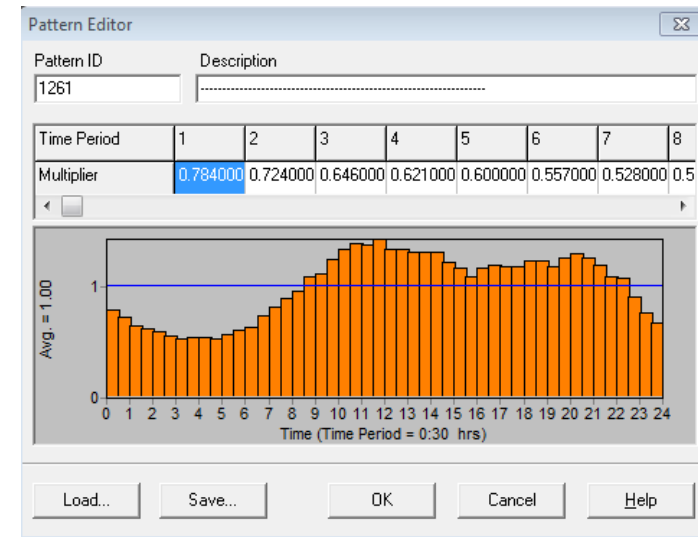 Pattern Editor
Pattern ID Description
1261 ------------------------------------------------------------------
Time Period 1 2 3 4 5 6 7 8
Multiplier 0.784000 0.724000 0.646000 0.621000 0.600000 0.557000 0.528000 0.5
Avg. = 1.00
1
0
0 1 2 3 4 5 6 7 8 9 10 11 12 13 14 15 16 17 18 19 20 21 22 23 24
Time (Time Period = 0:30 hrs)
Load... Save... OK Cancel Help